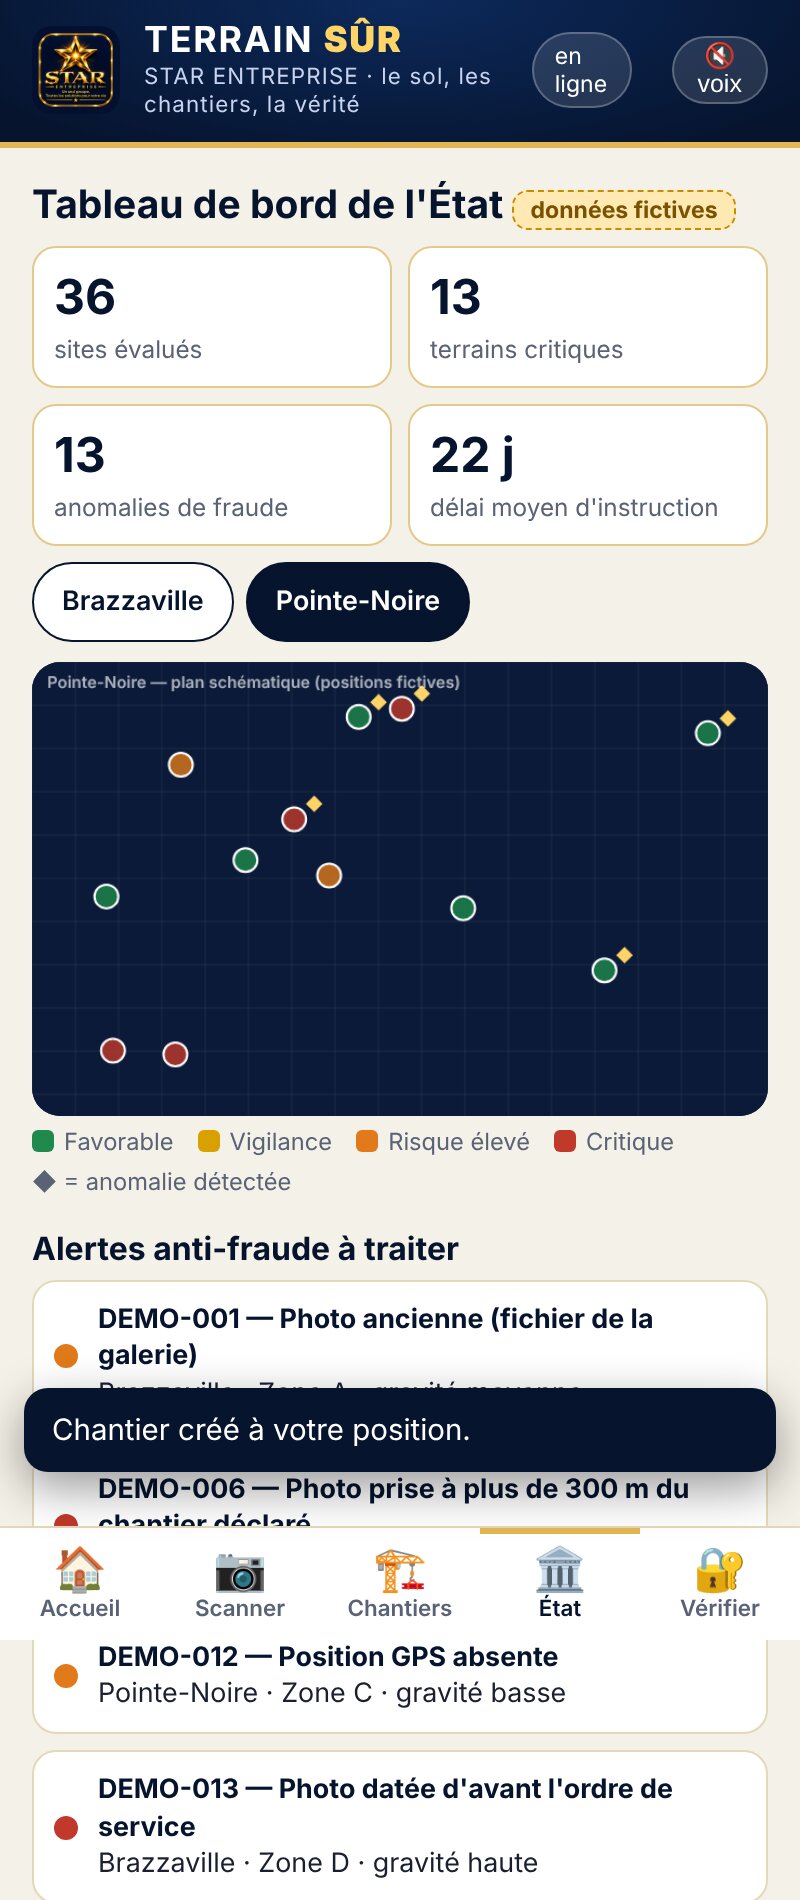 STAR
ENTREPRISE
TERRAIN SÛR
STAR ENTREPRISE · le sol, les
chantiers, la vérité
en
ligne
voix
Tableau de bord de l'État
données fictives
36
sites évalués
13
terrains critiques
13
anomalies de fraude
22 j
délai moyen d'instruction
Brazzaville
Pointe-Noire
Pointe-Noire — plan schématique (positions fictives)
Favorable
Vigilance
Risque élevé
Critique
= anomalie détectée
Alertes anti-fraude à traiter
DEMO-001 — Photo ancienne (fichier de la
galerie)
Chantier créé à votre position.
DEMO-006 — Photo prise à plus de 300 m du
chantier déclaré
Accueil
Scanner
Chantiers
État
Vérifier
DEMO-012 — Position GPS absente
Pointe-Noire · Zone C · gravité basse
DEMO-013 — Photo datée d'avant l'ordre de
service
Brazzaville · Zone D · gravité haute